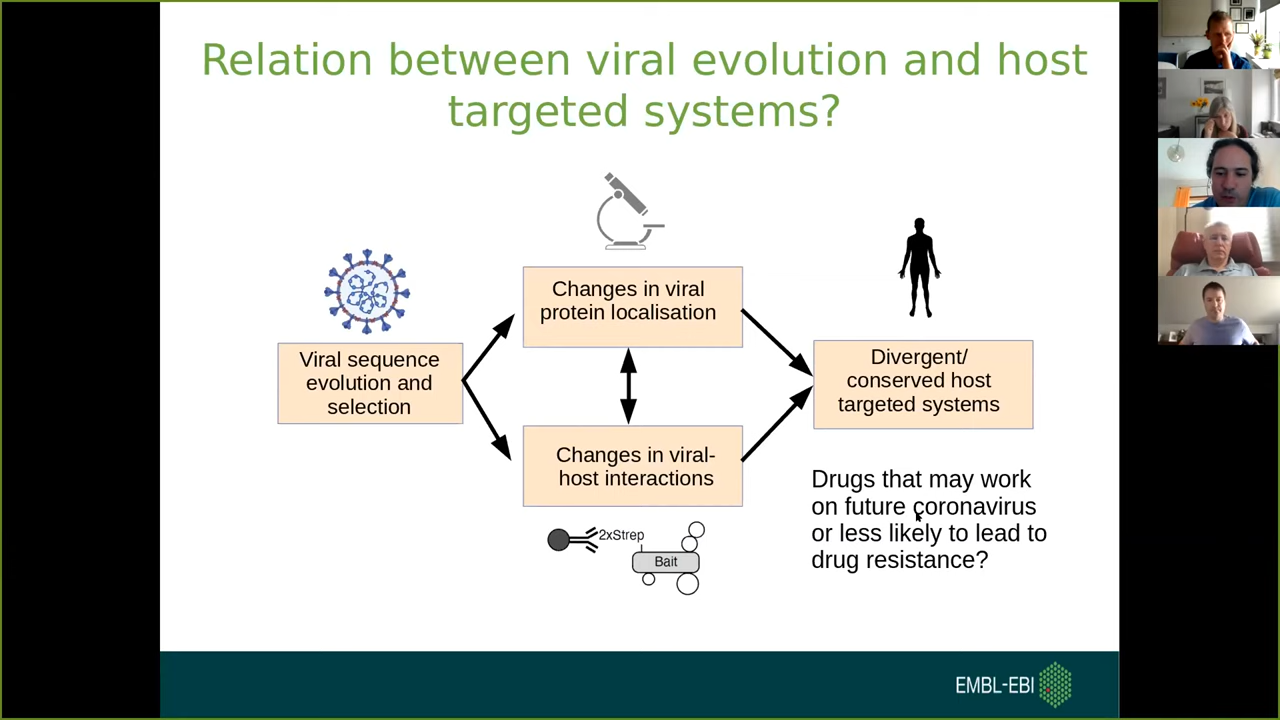 Relation between viral evolution and host
targeted systems?
Changes in viral
protein localisation
Viral sequence
evolution and
selection
Divergent/
conserved host
targeted systems
Changes in viral-
host interactions
Drugs that may work
on future coronavirus
or less likely to lead to
drug resistance?
2xStrep
Bait
EMBL-EBI